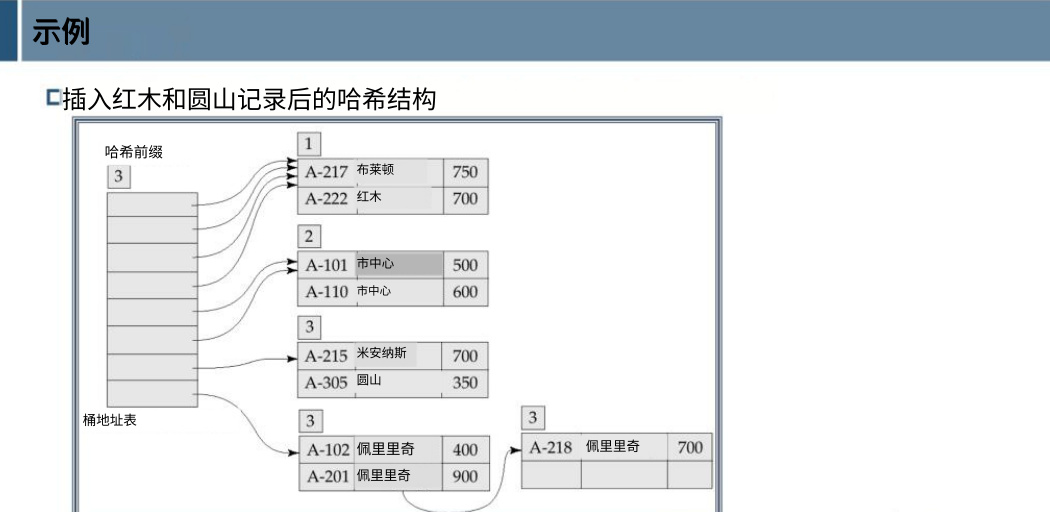 示例
插入红木和圆山记录后的哈希结构
哈希前缀
3
桶地址表
1
A-217 布莱顿 750
A-222 红木 700
2
A-101 市中心 500
A-110 市中心 600
3
A-215 米安纳斯 700
A-305 圆山 350
3
A-102 佩里里奇 400
A-201 佩里里奇 900
3
A-218 佩里里奇 700